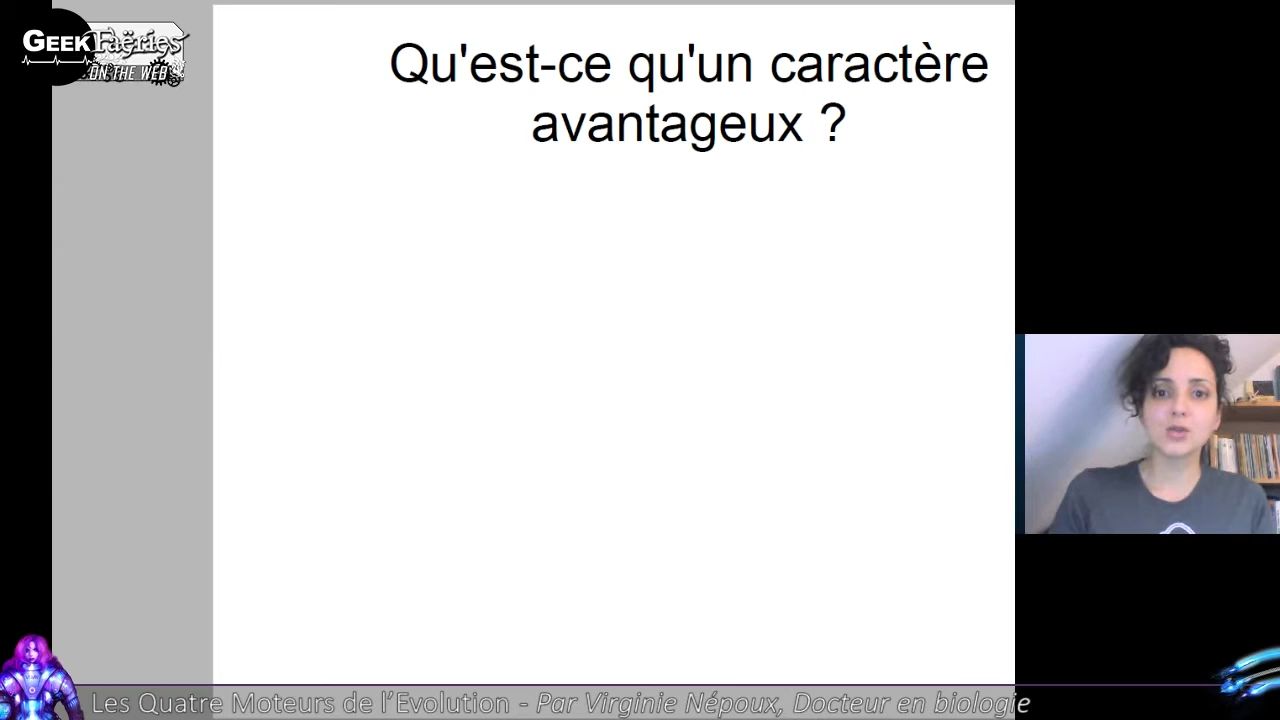 GEEK Faëries
ON THE WEB
Qu'est-ce qu'un caractère
avantageux ?
Les Quatre Moteurs de l'Evolution - Par Virginie Népoux, Docteur en biologie